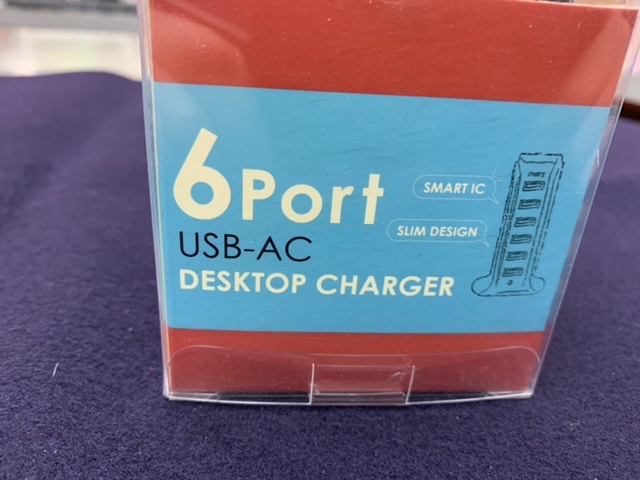 6Port
USB-AC
DESKTOP CHARGER
SMART IC
SLIM DESIGN